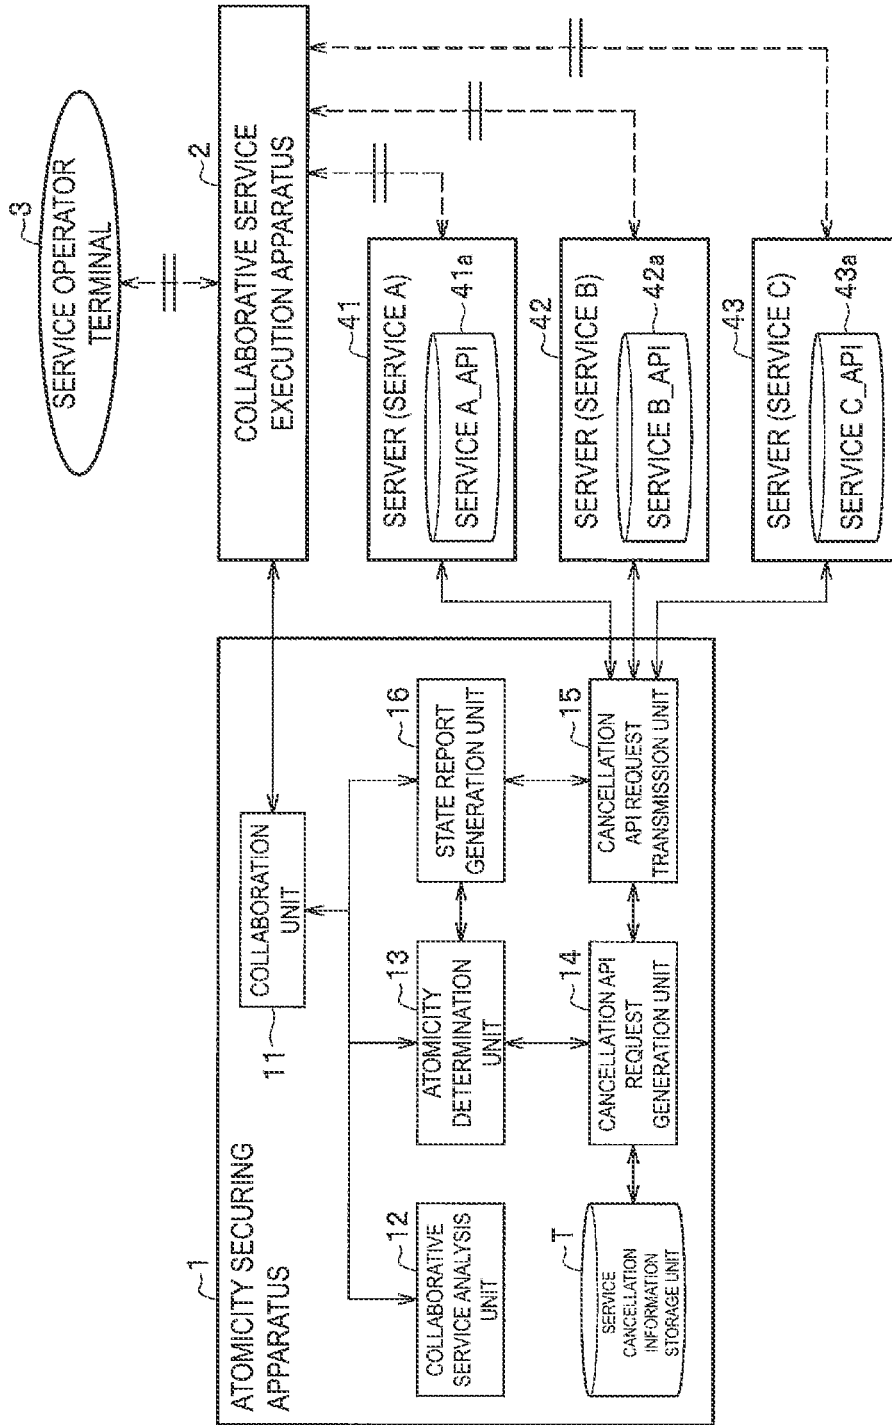 1
ATOMICITY SECURING
APPARATUS
11
COLLABORATION
UNIT
12
COLLABORATIVE
SERVICE ANALYSIS
UNIT
13
ATOMICITY
DETERMINATION
UNIT
16
STATE REPORT
GENERATION UNIT
T
SERVICE
CANCELLATION
INFORMATION
STORAGE UNIT
14
CANCELLATION API
REQUEST
GENERATION UNIT
15
CANCELLATION
API REQUEST
TRANSMISSION UNIT
3
SERVICE OPERATOR
TERMINAL
2
COLLABORATIVE SERVICE
EXECUTION APPARATUS
41
SERVER (SERVICE A)
41a
SERVICE A_API
42
SERVER (SERVICE B)
42a
SERVICE B_API
43
SERVER (SERVICE C)
43a
SERVICE C_API